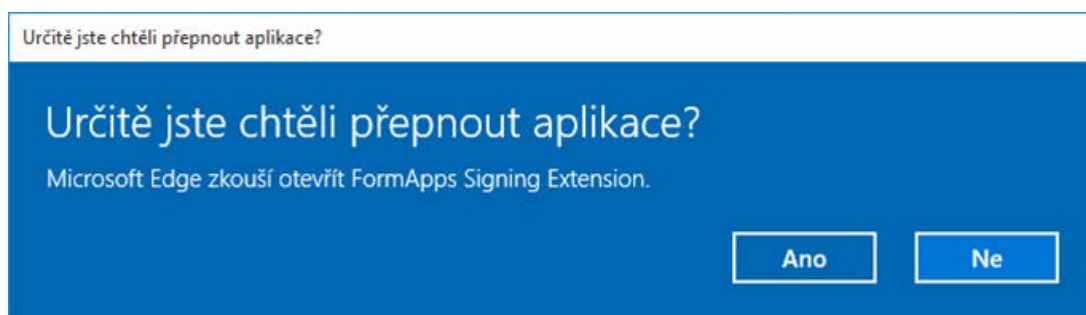 Určitě jste chtěli přepnout aplikace?
Určitě jste chtěli přepnout aplikace?
Microsoft Edge zkouší otevřít FormApps Signing Extension.
Ano Ne